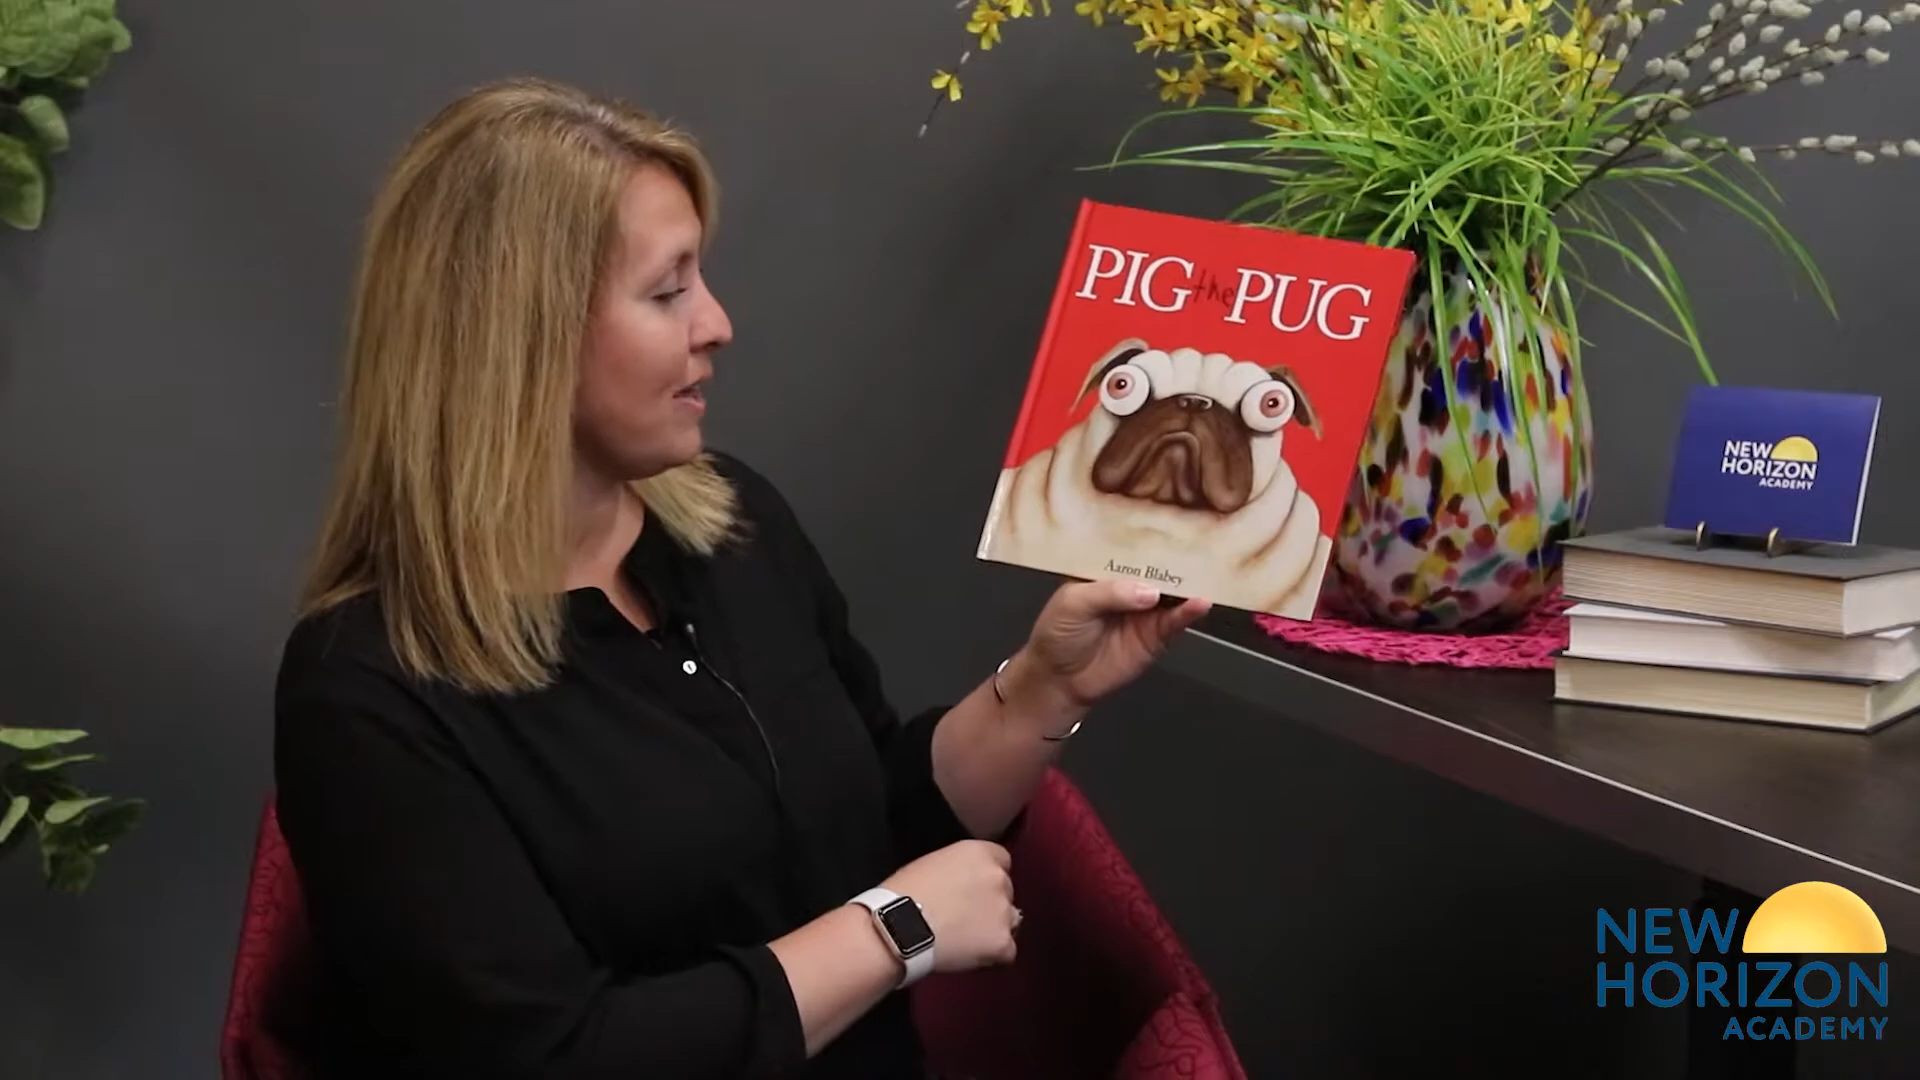 PIG the PUG
Aaron Blabey
NEW
HORIZON
ACADEMY
NEW
HORIZON
ACADEMY